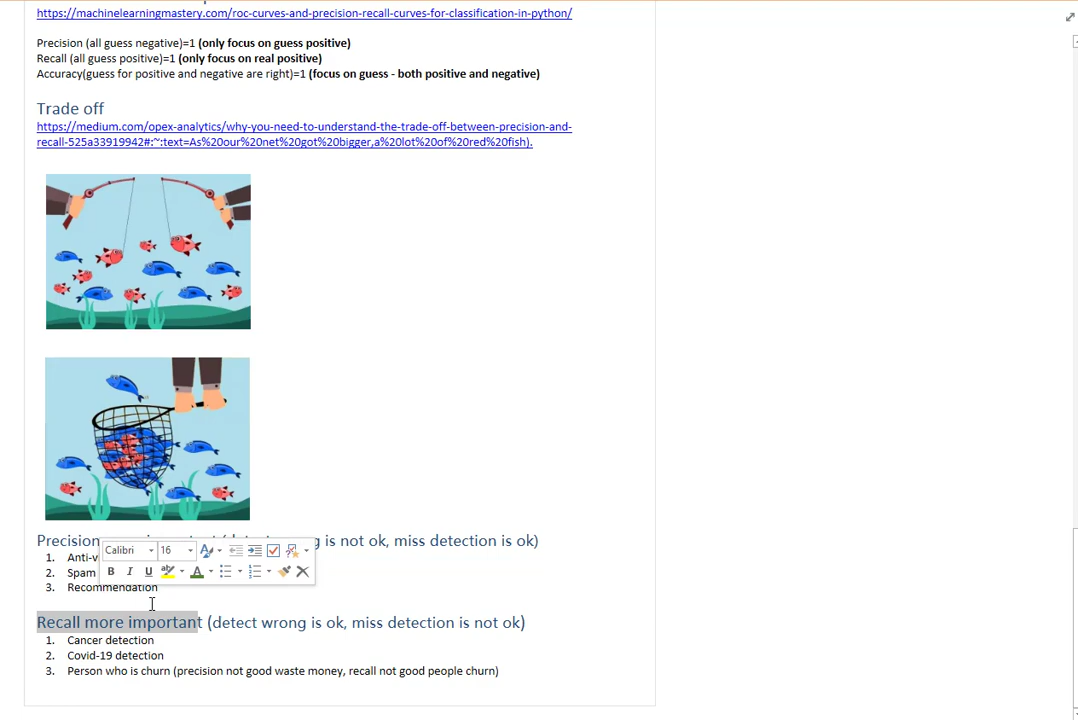 https://machinelearningmastery.com/roc-curves-and-precision-recall-curves-for-classification-in-python/
Precision (all guess negative)=1 (only focus on guess positive)
Recall (all guess positive)=1 (only focus on real positive)
Accuracy(guess for positive and negative are right)=1 (focus on guess - both positive and negative)
Trade off
https://medium.com/opex-analytics/why-you-need-to-understand-the-trade-off-between-precision-and-
recall-525a33919942#:~:text=As%20our%20net%20got%20bigger,a%20lot%20of%20red%20fish).
Precision g is not ok, miss detection is ok)
Calibri 16
1. Anti-v
2. Spam
B I U ab A
3. Recommendation
Recall more important (detect wrong is ok, miss detection is not ok)
1. Cancer detection
2. Covid-19 detection
3. Person who is churn (precision not good waste money, recall not good people churn)